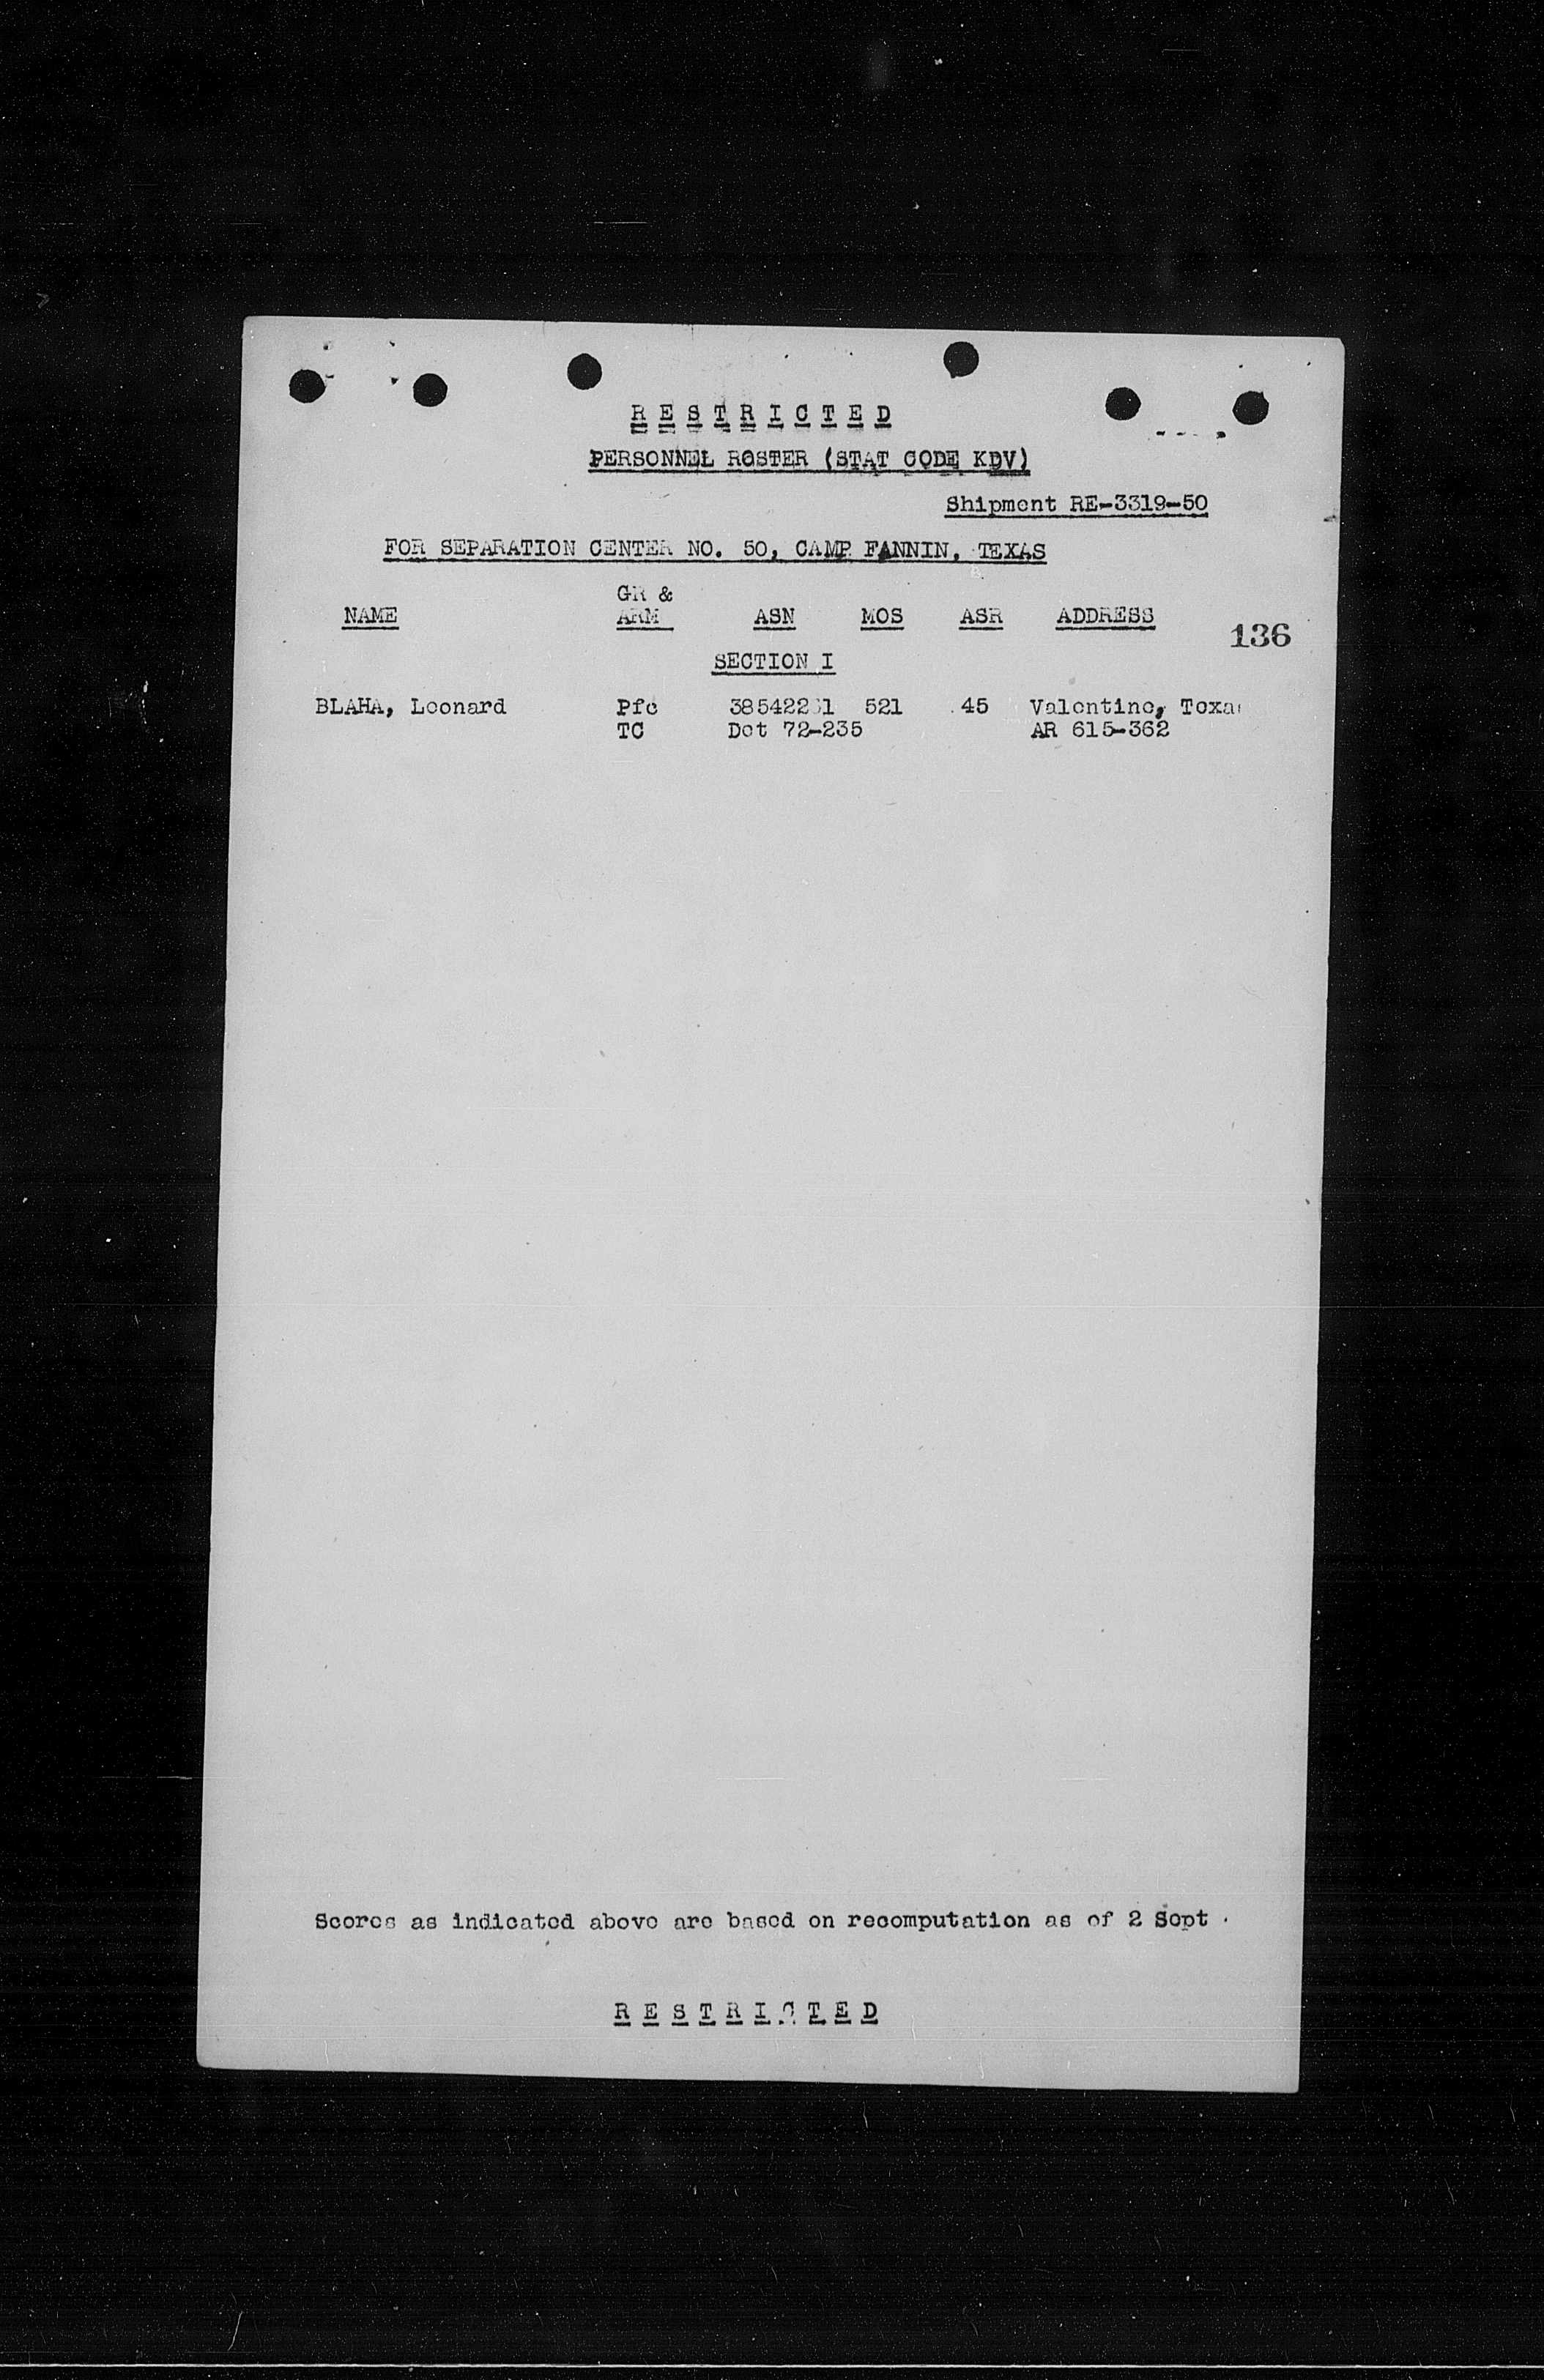 R E S T R I C T E D
PERSONNEL ROSTER (STAT CODE KDV)
Shipment RE-3319-50
FOR SEPARATION CENTER NO. 50, CAMP FANNIN, TEXAS
GR &
NAME ARM ASN MOS ASR ADDRESS
136
SECTION I
BLAHA, Leonard Pfc 521 45 Valentine, Texas
TC Det 72-235 AR 615-362
Scores as indicated above are based on recomputation as of 2 Sept
R E S T R I C T E D